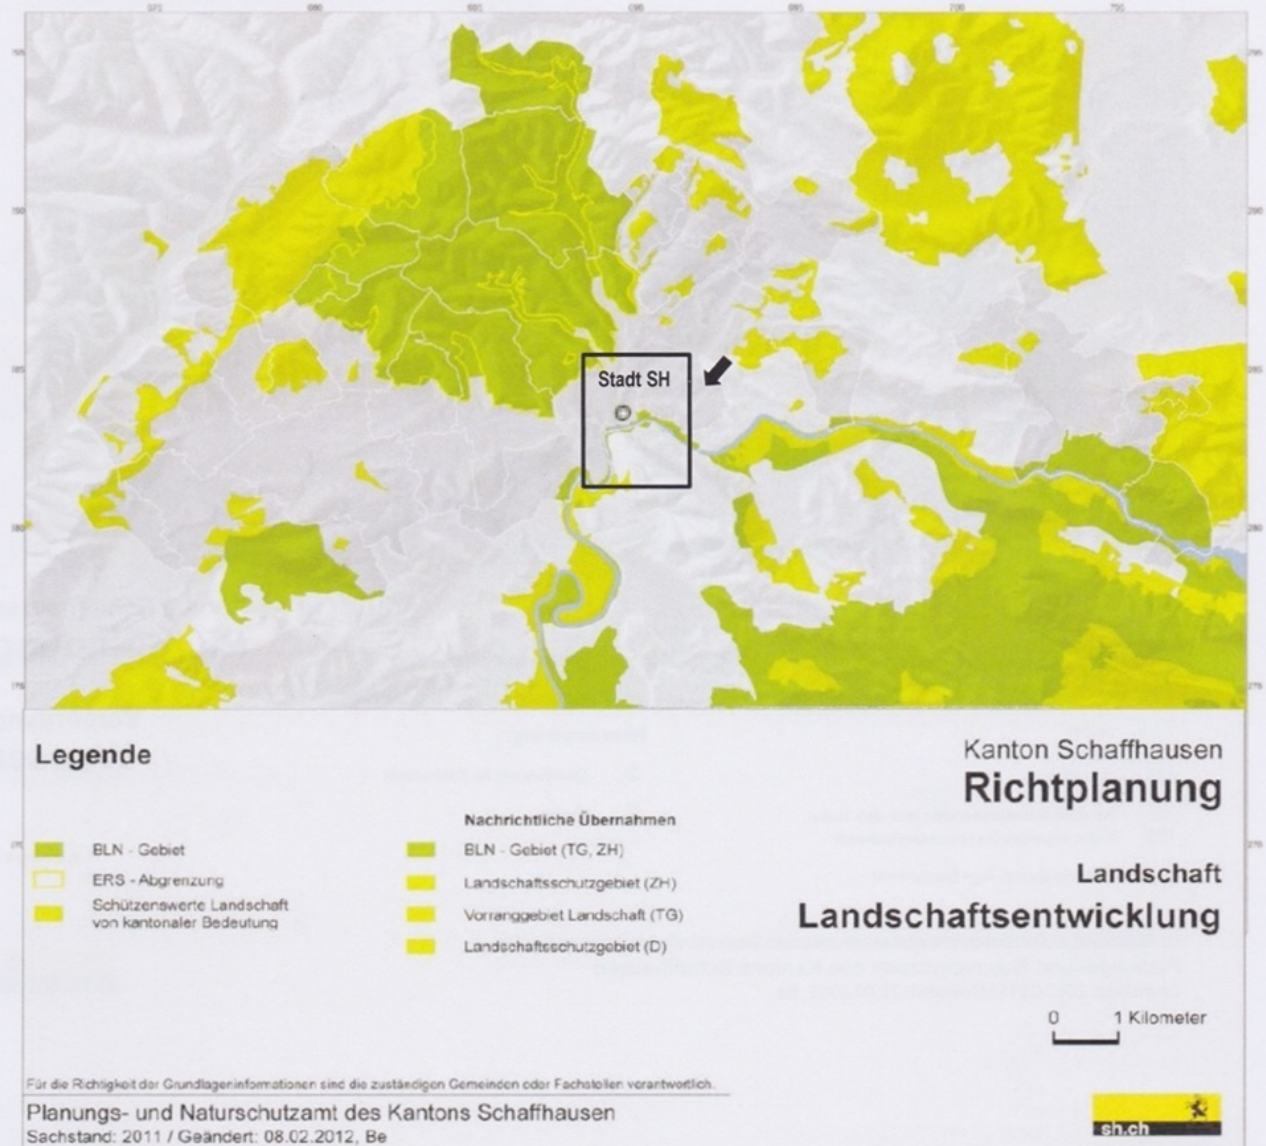 Stadt SH
Legende
BLN - Gebiet
ERS - Abgrenzung
Schützenswerte Landschaft
von kantonaler Bedeutung
Nachrichtliche Übernahmen
BLN - Gebiet (TG, ZH)
Landschaftsschutzgebiet (ZH)
Vorranggebiet Landschaft (TG)
Landschaftsschutzgebiet (D)
Kanton Schaffhausen
Richtplanung
Landschaft
Landschaftsentwicklung
0 1 Kilometer
Für die Richtigkeit der Grundlageninformationen sind die zuständigen Gemeinden oder Fachstellen verantwortlich.
Planungs- und Naturschutzamt des Kantons Schaffhausen
Sachstand: 2011 / Geändert: 08.02.2012, Be
sh.ch